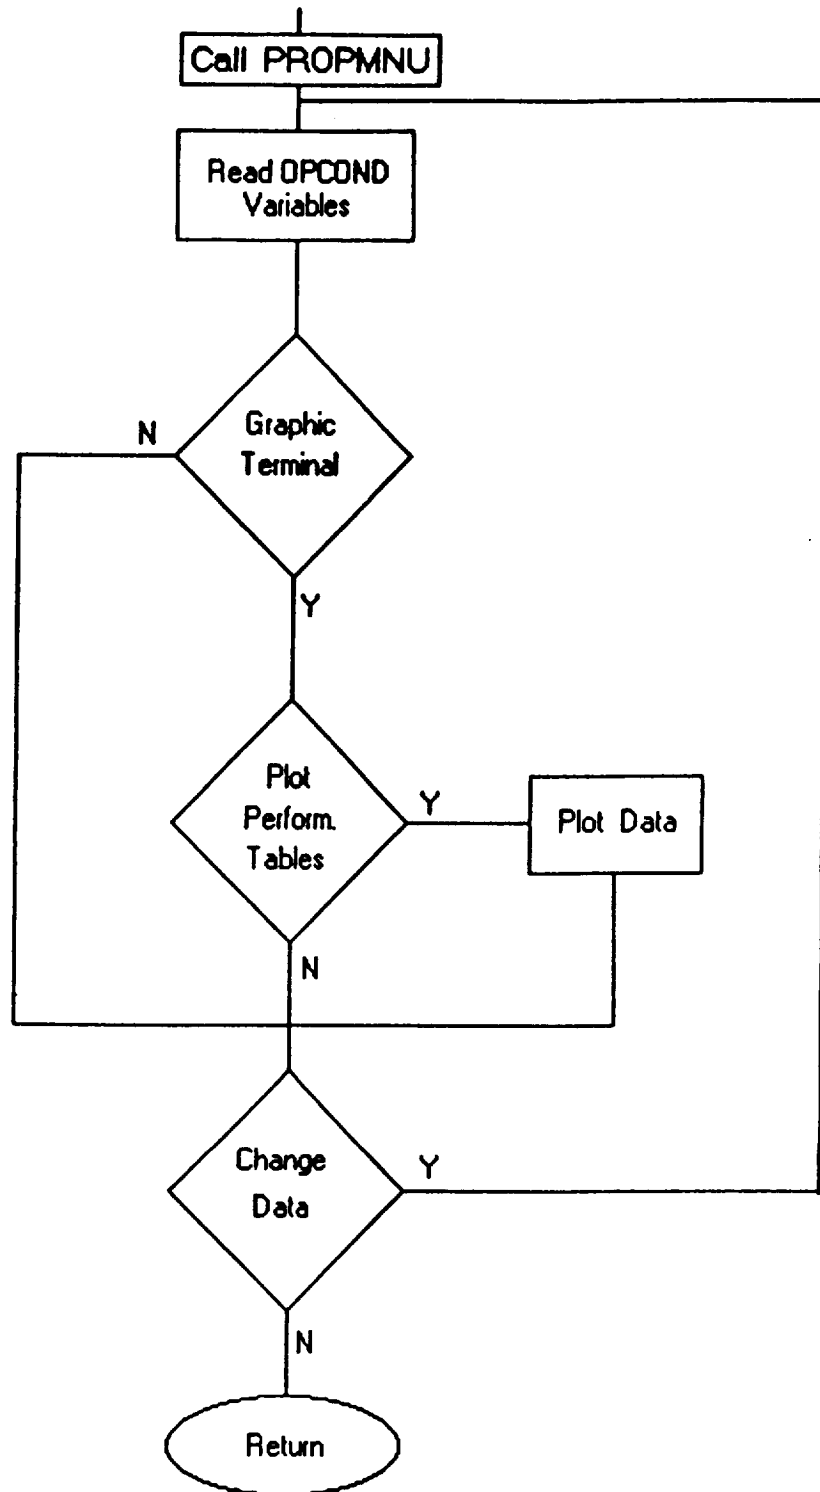 Call PROPMNU
Read OPCOND
Variables
N
Graphic
Terminal
Y
Plot
Perform.
Tables
Y
Plot Data
N
Change
Data
Y
N
Return